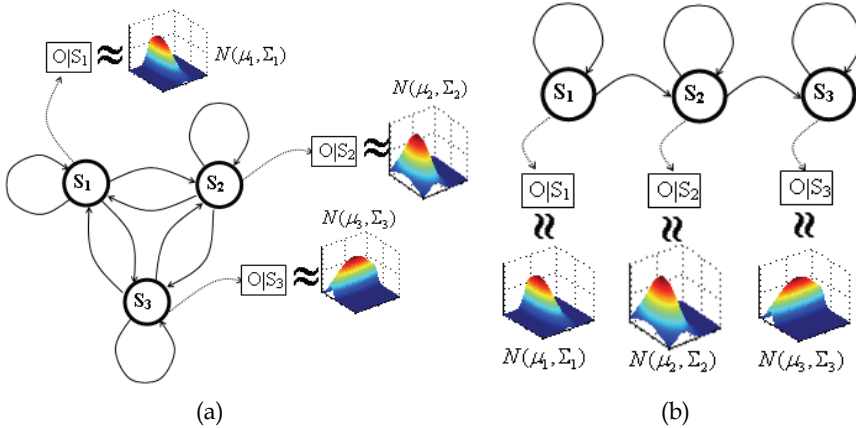 O|S₁
N(μ₁,Σ₁)
N(μ₂,Σ₂)
O|S₂
S₁
S₂
N(μ₃,Σ₃)
O|S₃
S₃
(a)
(b)
S₁
S₂
S₃
O|S₁
O|S₂
O|S₃
N(μ₁,Σ₁)
N(μ₂,Σ₂)
N(μ₃,Σ₃)